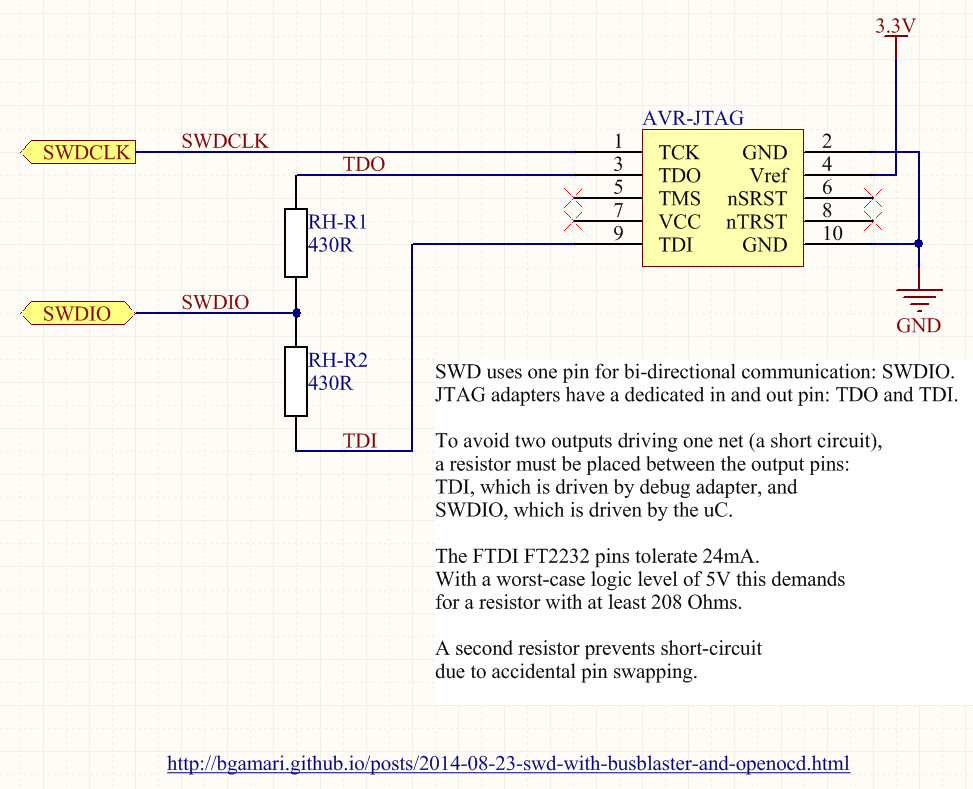 3.3V
AVR-JTAG
SWDCLK
SWDCLK
1
TCK
GND
2
TDO
3
TDO
Vref
4
5
TMS
nSRST
6
7
VCC
nTRST
8
9
TDI
GND
10
RH-R1
430R
SWDIO
SWDIO
GND
RH-R2
430R
TDI
SWD uses one pin for bi-directional communication: SWDIO.
JTAG adapters have a dedicated in and out pin: TDO and TDI.
To avoid two outputs driving one net (a short circuit),
a resistor must be placed between the output pins:
TDI, which is driven by debug adapter, and
SWDIO, which is driven by the uC.
The FTDI FT2232 pins tolerate 24mA.
With a worst-case logic level of 5V this demands
for a resistor with at least 208 Ohms.
A second resistor prevents short-circuit
due to accidental pin swapping.
http://bgamari.github.io/posts/2014-08-23-swd-with-busblaster-and-openocd.html